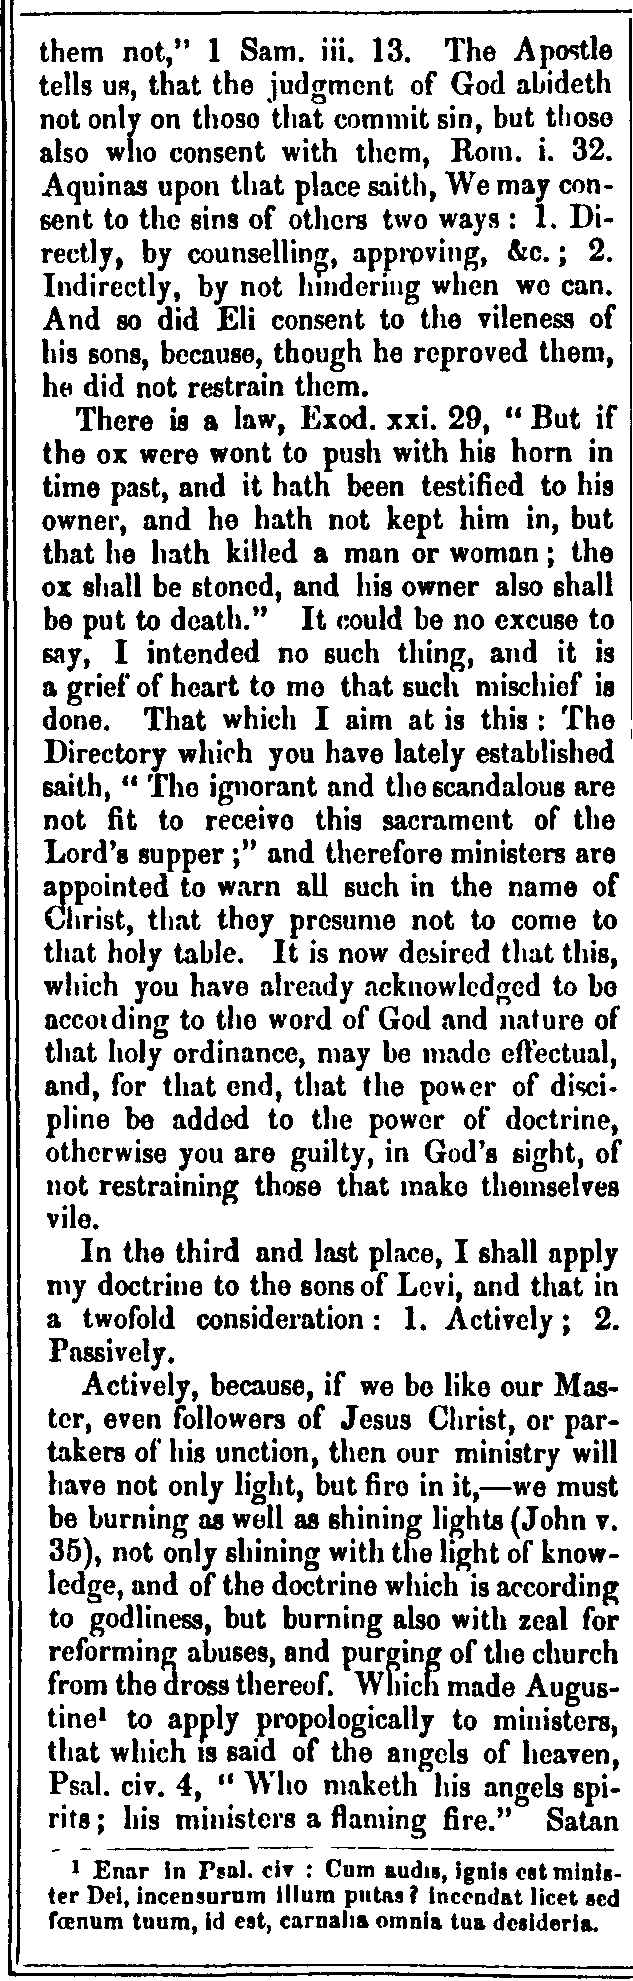 them not,” 1 Sam. iii. 13. The Apostle
tells us, that the judgment of God abideth
not only on those that commit sin, but those
also who consent with them, Rom. i. 32.
Aquinas upon that place saith, We may con-
sent to the sins of others two ways : 1. Di-
rectly, by counselling, approving, &c. ; 2.
Indirectly, by not hindering when we can.
And so did Eli consent to the vileness of
his sons, because, though he reproved them,
he did not restrain them.
There is a law, Exod. xxi. 29, “ But if
the ox were wont to push with his horn in
time past, and it hath been testified to his
owner, and he hath not kept him in, but
that he hath killed a man or woman ; the
ox shall be stoned, and his owner also shall
be put to death.” It could be no excuse to
say, I intended no such thing, and it is
a grief of heart to me that such mischief is
done. That which I aim at is this : The
Directory which you have lately established
saith, “ The ignorant and the scandalous are
not fit to receive this sacrament of the
Lord’s supper ;” and therefore ministers are
appointed to warn all such in the name of
Christ, that they presume not to come to
that holy table. It is now desired that this,
which you have already acknowledged to be
according to the word of God and nature of
that holy ordinance, may be made effectual,
and, for that end, that the power of disci-
pline be added to the power of doctrine,
otherwise you are guilty, in God’s sight, of
not restraining those that make themselves
vile.
In the third and last place, I shall apply
my doctrine to the sons of Levi, and that in
a twofold consideration : 1. Actively ; 2.
Passively.
Actively, because, if we be like our Mas-
ter, even followers of Jesus Christ, or par-
takers of his unction, then our ministry will
have not only light, but fire in it,—we must
be burning as well as shining lights (John v.
35), not only shining with the light of know-
ledge, and of the doctrine which is according
to godliness, but burning also with zeal for
reforming abuses, and purging of the church
from the dross thereof. Which made Augus-
tine¹ to apply propologically to ministers,
that which is said of the angels of heaven,
Psal. civ. 4, “ Who maketh his angels spi-
rits ; his ministers a flaming fire.” Satan
¹ Enar in Psal. civ : Cum audis, ignis est minis-
ter Dei, incensurum illum putas ? incendat licet sed
fœnum tuum, id est, carnalia omnia tua desideria.